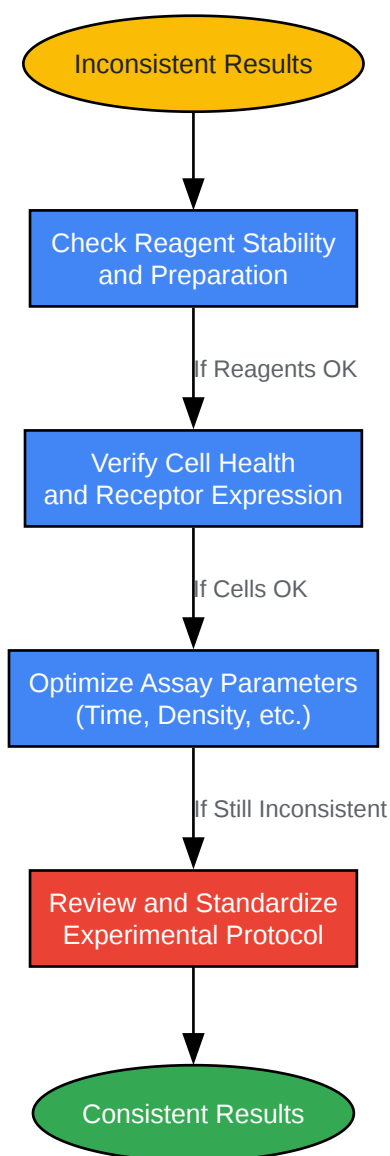 Inconsistent Results
Check Reagent Stability
and Preparation
If Reagents OK
Verify Cell Health
and Receptor Expression
If Cells OK
Optimize Assay Parameters
(Time, Density, etc.)
If Still Inconsistent
Review and Standardize
Experimental Protocol
Consistent Results